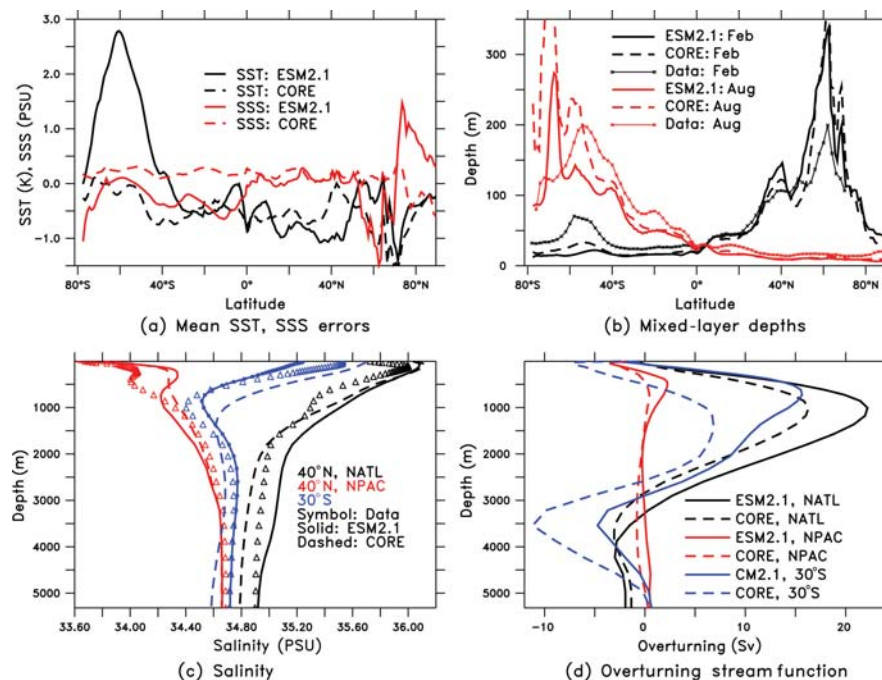 3.0
2.0
1.0
0.0
-1.0
SST (K), SSS (PSU)
SST: ESM2.1
SST: CORE
SSS: ESM2.1
SSS: CORE
80°S 40°S 0° 40°N 80°N
Latitude
(a) Mean SST, SSS errors
350
300
200
100
0
Depth (m)
ESM2.1: Feb
CORE: Feb
Data: Feb
ESM2.1: Aug
CORE: Aug
Data: Aug
80°S 40°S 0° 40°N 80°N
Latitude
(b) Mixed-layer depths
1000
2000
3000
4000
5000
Depth (m)
40°N, NATL
40°N, NPAC
30°S
Symbol: Data
Solid: ESM2.1
Dashed: CORE
33.60 34.00 34.40 34.80 35.20 35.60 36.00
Salinity (PSU)
(c) Salinity
1000
2000
3000
4000
5000
Depth (m)
ESM2.1, NATL
CORE, NATL
ESM2.1, NPAC
CORE, NPAC
CM2.1, 30°S
CORE, 30°S
-10 0 10 20
Overturning (Sv)
(d) Overturning stream function